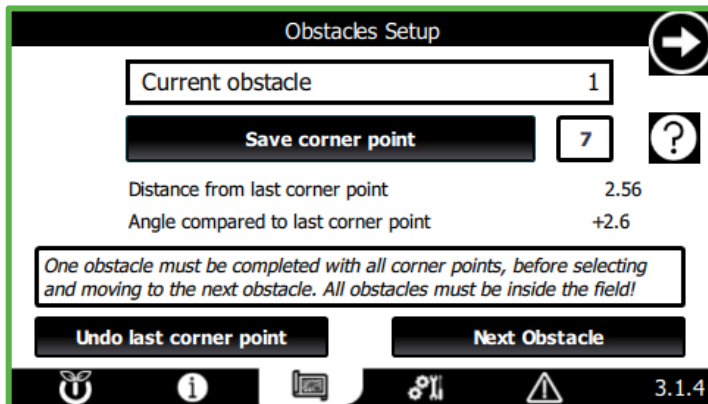 Obstacles Setup
Current obstacle 1
Save corner point 7
?
Distance from last corner point 2.56
Angle compared to last corner point +2.6
One obstacle must be completed with all corner points, before selecting
and moving to the next obstacle. All obstacles must be inside the field!
Undo last corner point Next Obstacle
i 3.1.4